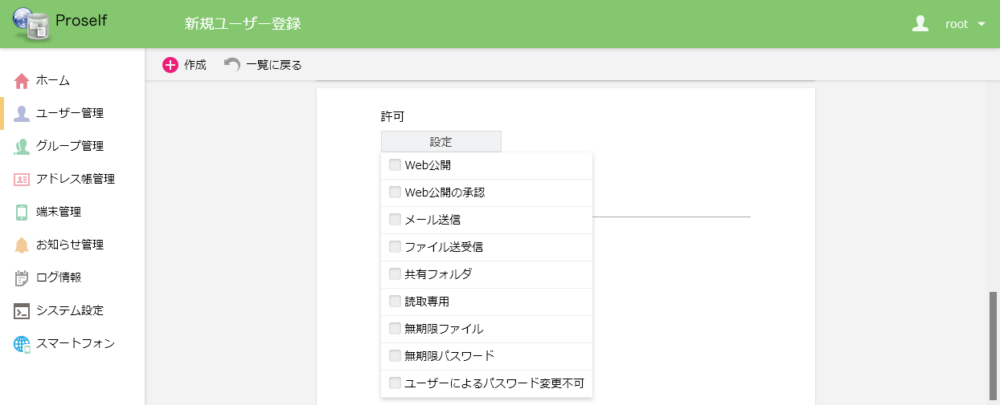 Proself
新規ユーザー登録
root
作成
一覧に戻る
ホーム
ユーザー管理
グループ管理
アドレス帳管理
端末管理
お知らせ管理
ログ情報
システム設定
スマートフォン
許可
設定
Web公開
Web公開の承認
メール送信
ファイル送受信
共有フォルダ
読取専用
無期限ファイル
無期限パスワード
ユーザーによるパスワード変更不可